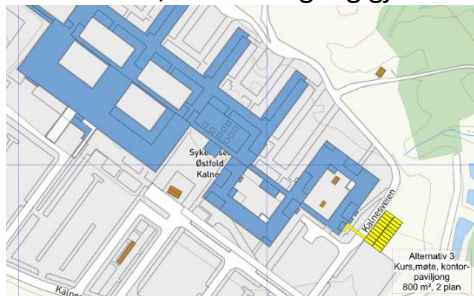 Sykehuset
Østfold
Kalnes
Kalnesveien
Alternativ 3
Kurs,møte, kontor-
paviljong
800 m², 2 plan